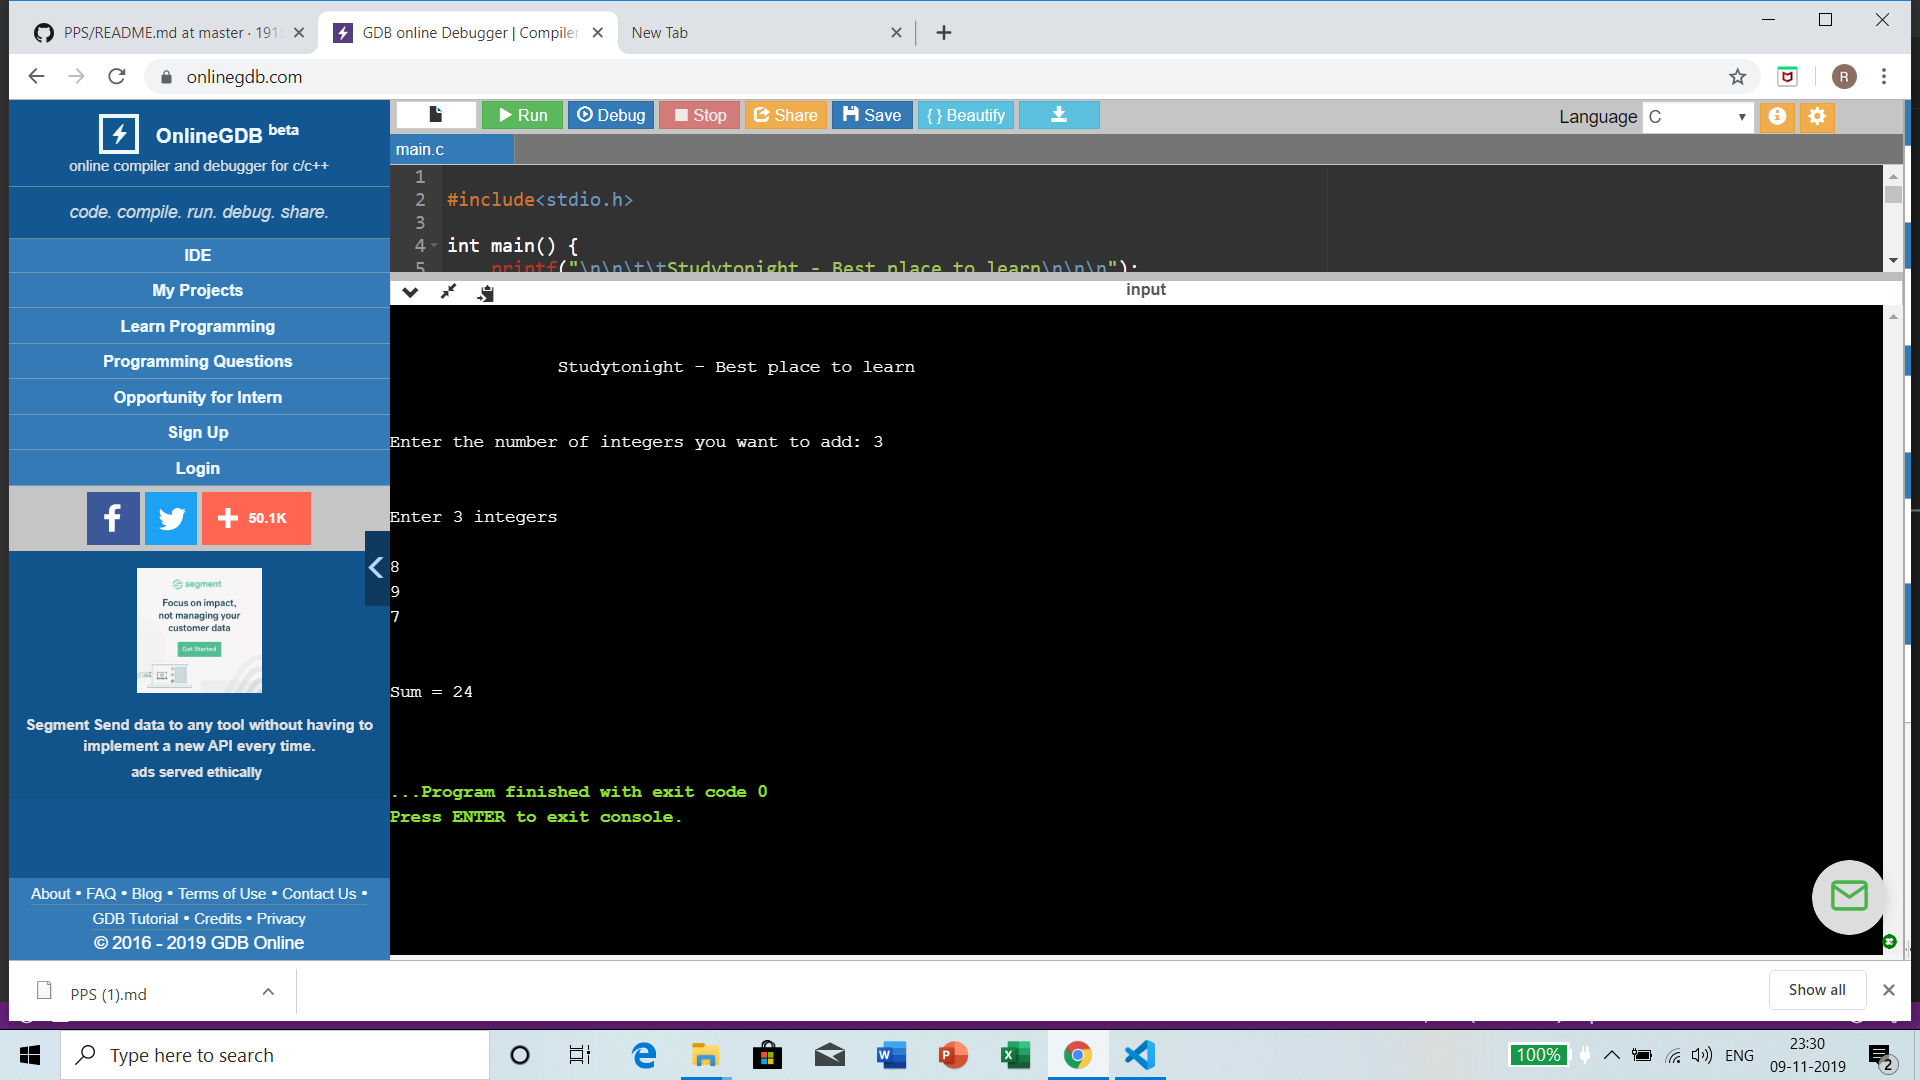 PPS/README.md at master · 191
GDB online Debugger | Compiler
New Tab
onlinegdb.com
R
OnlineGDB beta
online compiler and debugger for c/c++
code. compile. run. debug. share.
IDE
My Projects
Learn Programming
Programming Questions
Opportunity for Intern
Sign Up
Login
50.1K
segment
Focus on impact,
not managing your
customer data
Get Started
Segment Send data to any tool without having to
implement a new API every time.
ads served ethically
About • FAQ • Blog • Terms of Use • Contact Us •
GDB Tutorial • Credits • Privacy
© 2016 - 2019 GDB Online
Run Debug Stop Share Save {} Beautify
Language C
main.c
1
2 #include<stdio.h>
3
4 int main() {
5 printf("\n\n\t\tStudytonight - Best place to learn\n\n\n");
input
Studytonight - Best place to learn
Enter the number of integers you want to add: 3
Enter 3 integers
8
9
7
Sum = 24
...Program finished with exit code 0
Press ENTER to exit console.
PPS (1).md
Show all
Type here to search
100%
ENG
23:30
09-11-2019
2